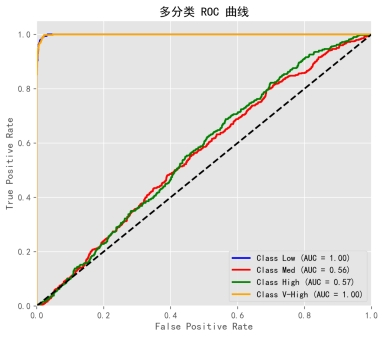 多分类 ROC 曲线
True Positive Rate
1.0
0.8
0.6
0.4
0.2
0.0
0.0 0.2 0.4 0.6 0.8 1.0
False Positive Rate
Class Low (AUC = 1.00)
Class Med (AUC = 0.56)
Class High (AUC = 0.57)
Class V-High (AUC = 1.00)